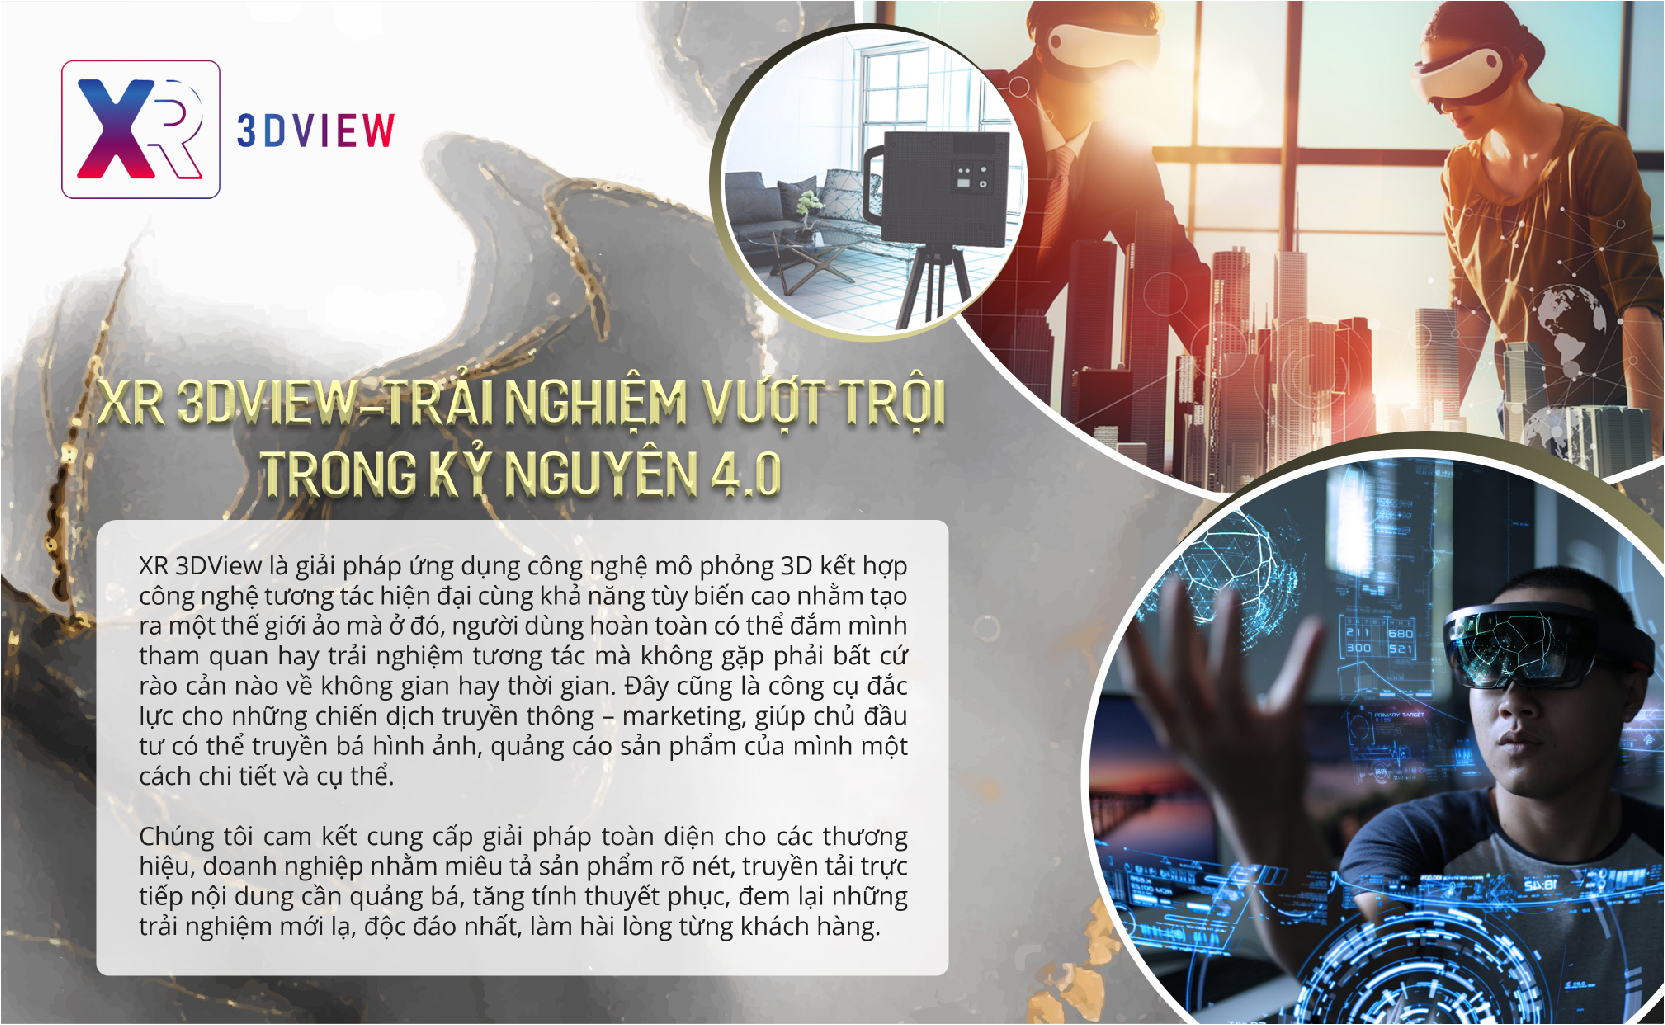 XR 3DVIEW
XR 3DVIEW–TRẢI NGHIỆM VƯỢT TRỘI
TRONG KỶ NGUYÊN 4.0
XR 3DView là giải pháp ứng dụng công nghệ mô phỏng 3D kết hợp
công nghệ tương tác hiện đại cùng khả năng tùy biến cao nhằm tạo
ra một thế giới ảo mà ở đó, người dùng hoàn toàn có thể đắm mình
tham quan hay trải nghiệm tương tác mà không gặp phải bất cứ
rào cản nào về không gian hay thời gian. Đây cũng là công cụ đắc
lực cho những chiến dịch truyền thông – marketing, giúp chủ đầu
tư có thể truyền bá hình ảnh, quảng cáo sản phẩm của mình một
cách chi tiết và cụ thể.
Chúng tôi cam kết cung cấp giải pháp toàn diện cho các thương
hiệu, doanh nghiệp nhằm miêu tả sản phẩm rõ nét, truyền tải trực
tiếp nội dung cần quảng bá, tăng tính thuyết phục, đem lại những
trải nghiệm mới lạ, độc đáo nhất, làm hài lòng từng khách hàng.
211 680
300 521
PRIMARY TARGET